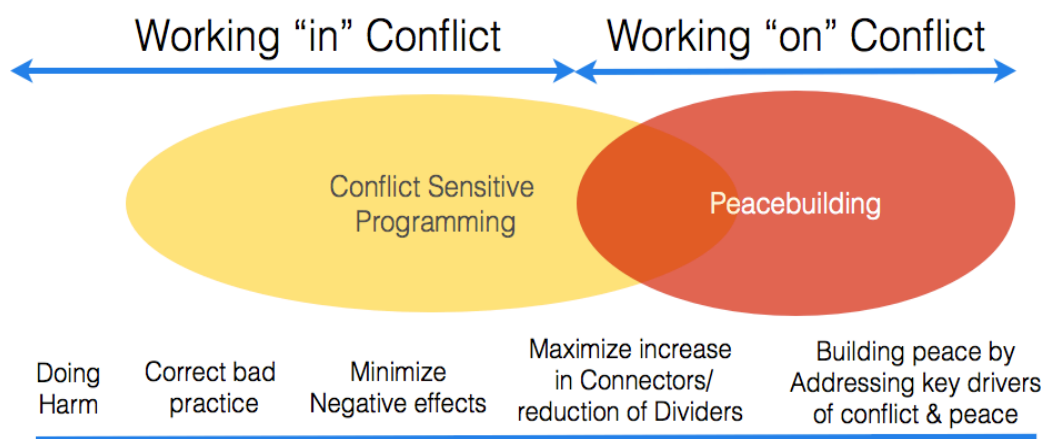 Working “in” Conflict
Working “on” Conflict
Conflict Sensitive
Programming
Peacebuilding
Doing
Harm
Correct bad
practice
Minimize
Negative effects
Maximize increase
in Connectors/
reduction of Dividers
Building peace by
Addressing key drivers
of conflict & peace